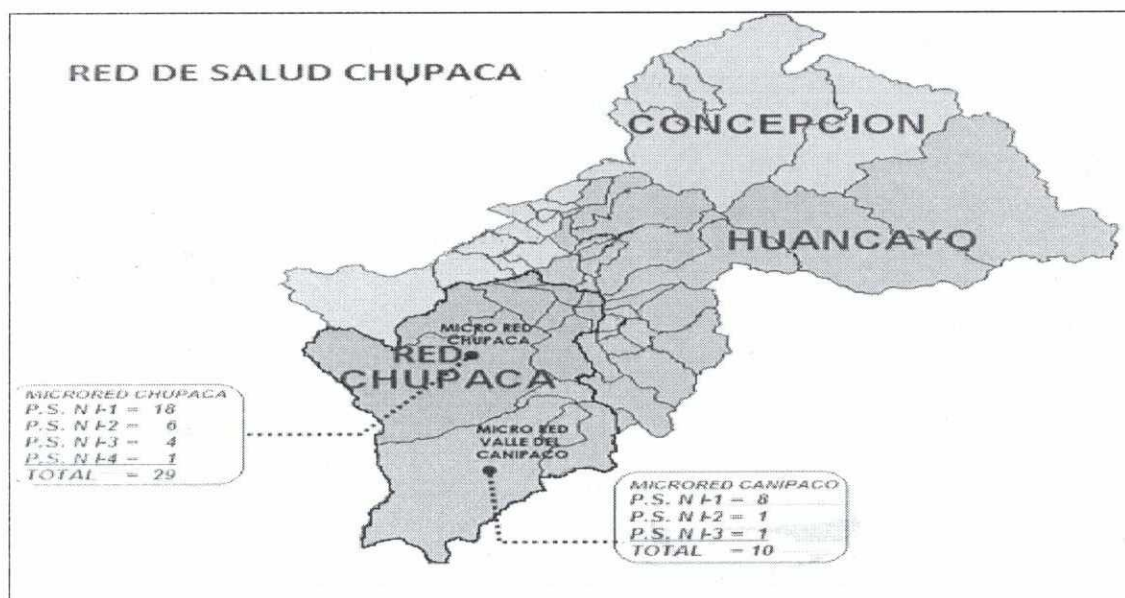 RED DE SALUD CHUPACA
CONCEPCION
HUANCAYO
MICRO RED
CHUPACA
RED
CHUPACA
MICRO RED
VALLE DEL
CANIPACO
MICRORED CHUPACA
P.S. N I-1 = 18
P.S. N I-2 = 6
P.S. N I-3 = 4
P.S. N I-4 = 1
TOTAL = 29
MICRORED CANIPACO
P.S. N I-1 = 8
P.S. N I-2 = 1
P.S. N I-3 = 1
TOTAL = 10